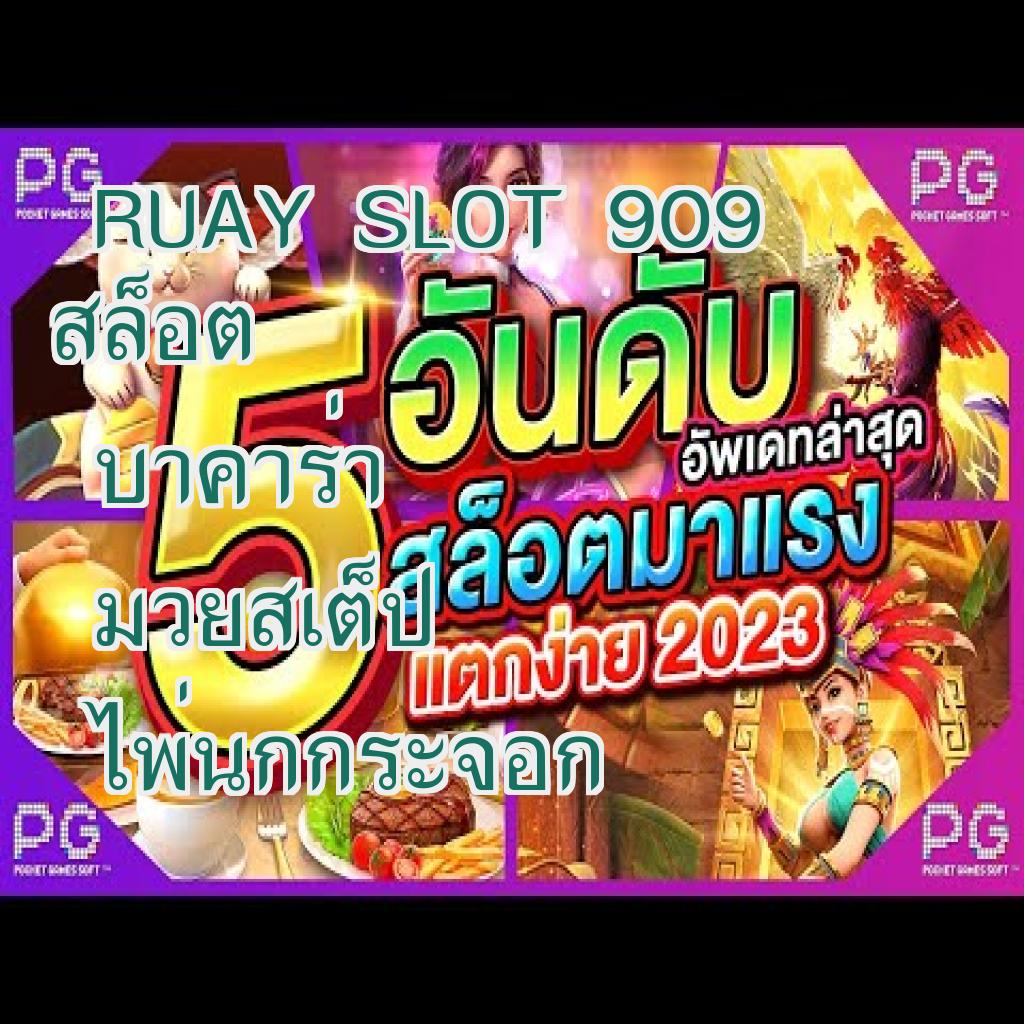 PG
POCKET GAMES SOFT
PG
POCKET GAMES SOFT™
RUAY SLOT 909
สล็อต
บาคาร่า
มวยสเต็ป
ไพ่นกกระจอก
5
อันดับ
อัพเดทล่าสุด
สล็อตมาแรง
แตกง่าย 2023
PG
POCKET GAMES SOFT™
PG
POCKET GAMES SOFT™